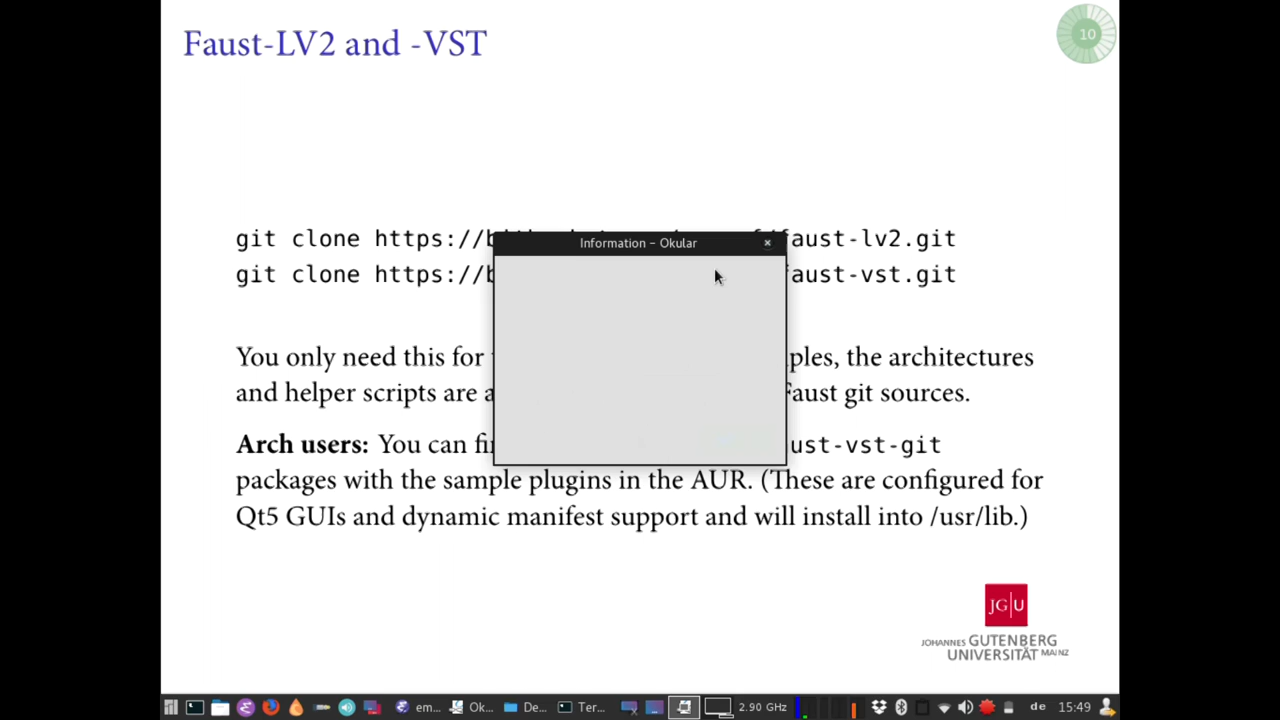 Faust-LV2 and -VST
10
git clone https:// faust-lv2.git
git clone https:// faust-vst.git
Information – Okular
You only need this for the architectures
and helper scripts are Faust git sources.
Arch users: You can ust-vst-git
packages with the sample plugins in the AUR. (These are configured for
Qt5 GUIs and dynamic manifest support and will install into /usr/lib.)
JG|U
JOHANNES GUTENBERG
UNIVERSITÄT MAINZ
em... Ok... De... Ter... 2.90 GHz de 15:49